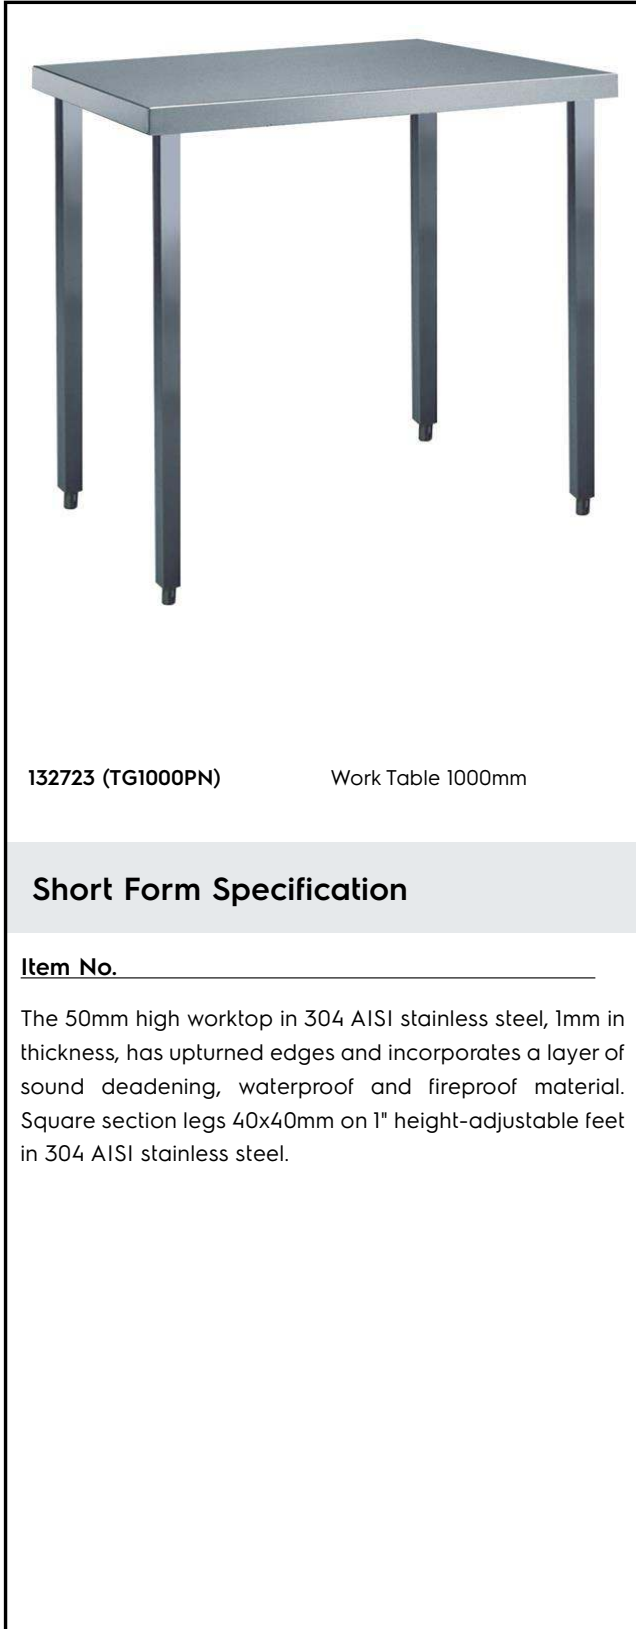 132723 (TG1000PN) Work Table 1000mm
Short Form Specification
Item No.
The 50mm high worktop in 304 AISI stainless steel, 1mm in
thickness, has upturned edges and incorporates a layer of
sound deadening, waterproof and fireproof material.
Square section legs 40x40mm on 1" height-adjustable feet
in 304 AISI stainless steel.